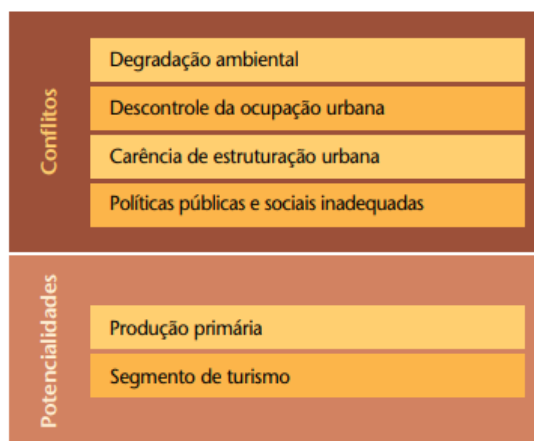 Conflitos
Degradação ambiental
Descontrole da ocupação urbana
Carência de estruturação urbana
Políticas públicas e sociais inadequadas
Potencialidades
Produção primária
Segmento de turismo